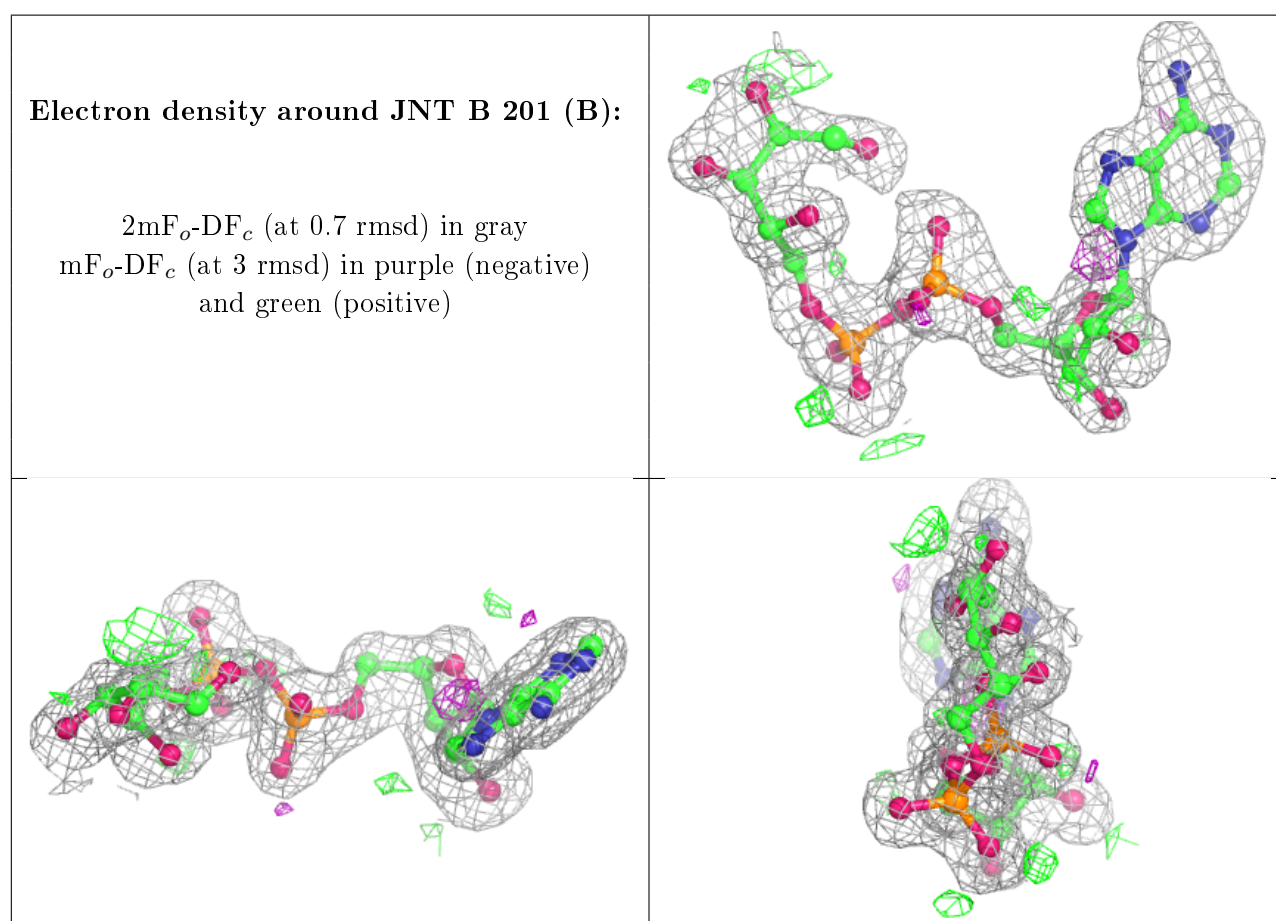 Electron density around JNT B 201 (B):
2mFₒ-DF𝒸 (at 0.7 rmsd) in gray
mFₒ-DF𝒸 (at 3 rmsd) in purple (negative)
and green (positive)